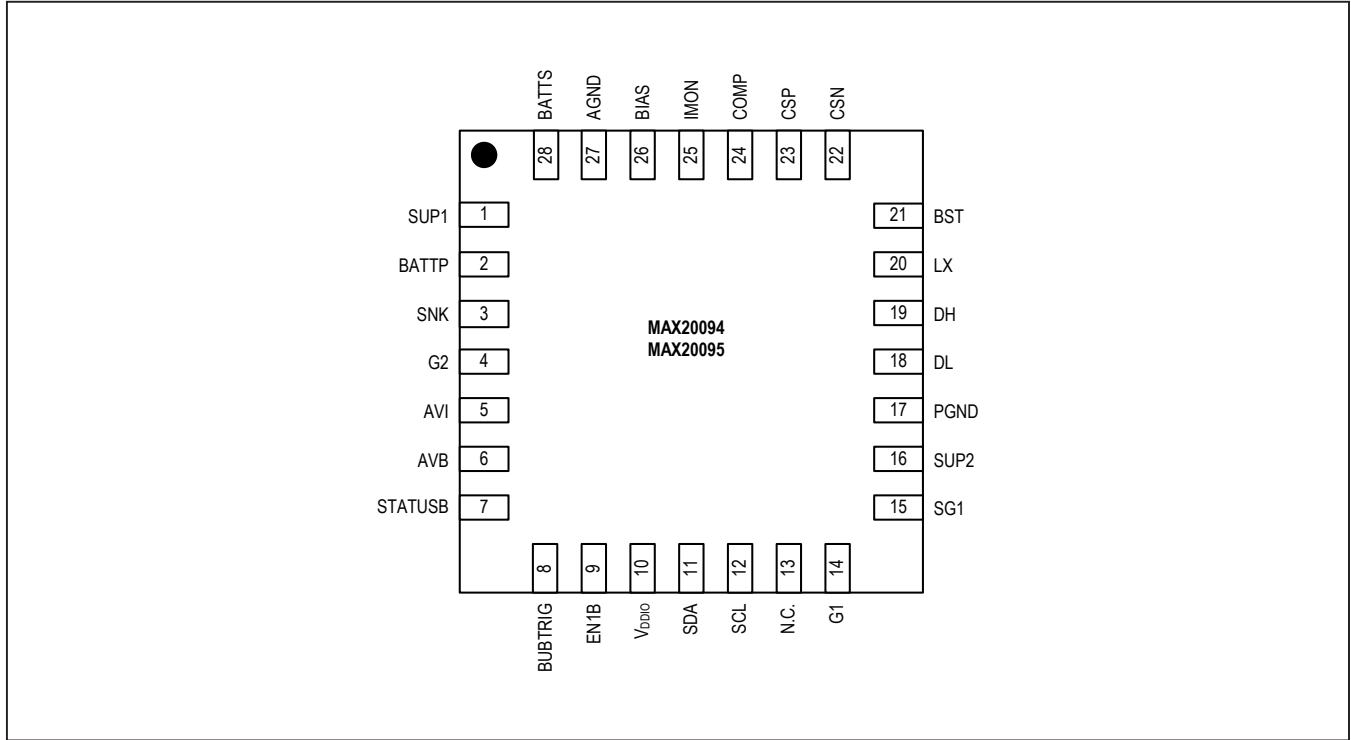 BATTS
AGND
BIAS
IMON
COMP
CSP
CSN
28
27
26
25
24
23
22
SUP1 1
BATTP 2
SNK 3
G2 4
AVI 5
AVB 6
STATUSB 7
MAX20094
MAX20095
21 BST
20 LX
19 DH
18 DL
17 PGND
16 SUP2
15 SG1
8
9
10
11
12
13
14
BUBTRIG
EN1B
VDDIO
SDA
SCL
N.C.
G1